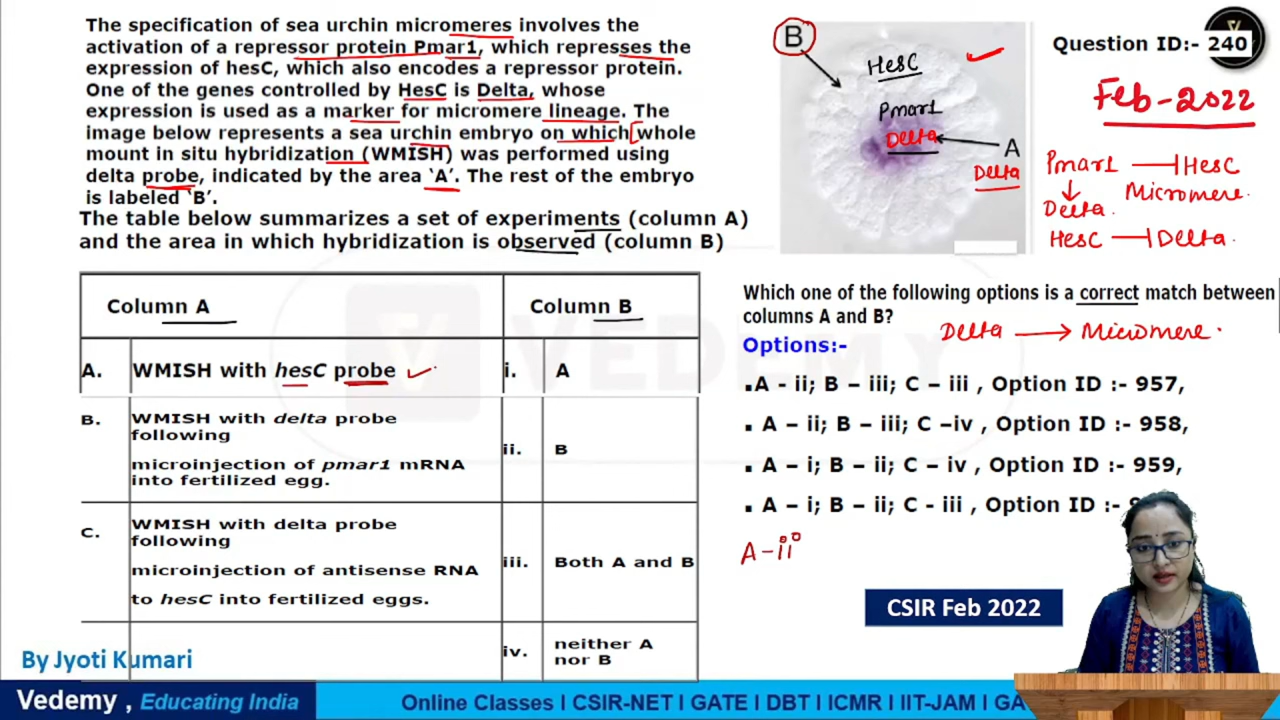 The specification of sea urchin micromeres involves the
activation of a repressor protein Pmar1, which represses the
expression of hesC, which also encodes a repressor protein.
One of the genes controlled by HesC is Delta, whose
expression is used as a marker for micromere lineage. The
image below represents a sea urchin embryo on which whole
mount in situ hybridization (WMISH) was performed using
delta probe, indicated by the area ‘A’. The rest of the embryo
is labeled ‘B’.
The table below summarizes a set of experiments (column A)
and the area in which hybridization is observed (column B)
B
HesC
Pmar1
Delta
A
Delta
Question ID:- 240
Feb-2022
Pmar1 ⊣ HesC
↓ Micromere.
Delta.
HesC ⊣ Delta.
Column A Column B
A. WMISH with hesC probe i. A
B. WMISH with delta probe
following
microinjection of pmar1 mRNA
into fertilized egg.
ii. B
C. WMISH with delta probe
following
microinjection of antisense RNA
to hesC into fertilized eggs.
iii. Both A and B
iv. neither A
nor B
Which one of the following options is a correct match between
columns A and B?
Delta → Micromere.
Options:-
.A - ii; B – iii; C – iii , Option ID :- 957,
. A – ii; B – iii; C –iv , Option ID :- 958,
. A – i; B – ii; C – iv , Option ID :- 959,
. A – i; B – ii; C - iii , Option ID :-
A-ii
CSIR Feb 2022
VEDEMY
By Jyoti Kumari
Vedemy , Educating India
Online Classes I CSIR-NET I GATE I DBT I ICMR I IIT-JAM I GA